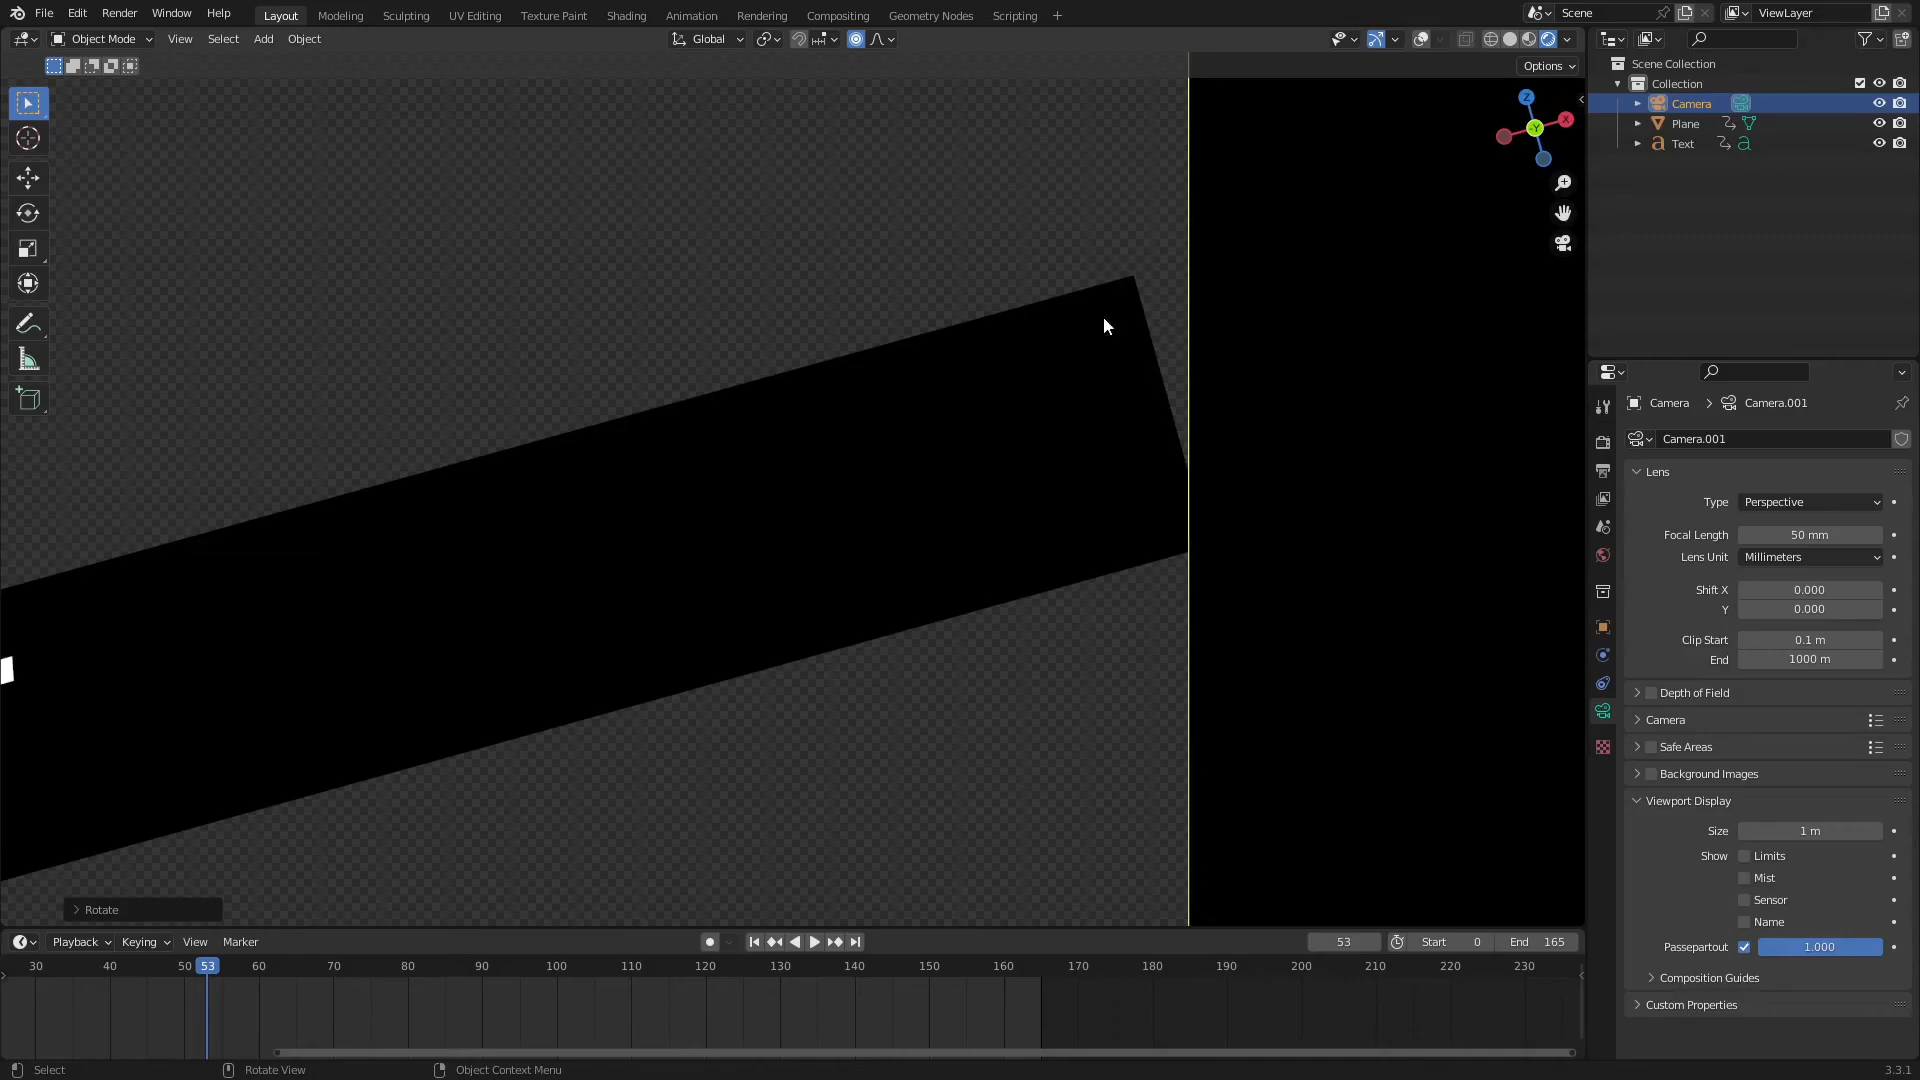 File Edit Render Window Help Layout Modeling Sculpting UV Editing Texture Paint Shading Animation Rendering Compositing Geometry Nodes Scripting Scene ViewLayer
Object Mode View Select Add Object Global
Options
Scene Collection
Collection
Camera
Plane
Text
Z
X
-Y
Camera Camera.001
Camera.001
Lens
Type Perspective
Focal Length 50 mm
Lens Unit Millimeters
Shift X 0.000
Y 0.000
Clip Start 0.1 m
End 1000 m
Depth of Field
Camera
Safe Areas
Background Images
Viewport Display
Size 1 m
Show Limits
Mist
Sensor
Name
Passepartout 1.000
Composition Guides
Custom Properties
Rotate
Playback Keying View Marker 53 Start 0 End 165
30 40 50 53 60 70 80 90 100 110 120 130 140 150 160 170 180 190 200 210 220 230
Select Rotate View Object Context Menu 3.3.1